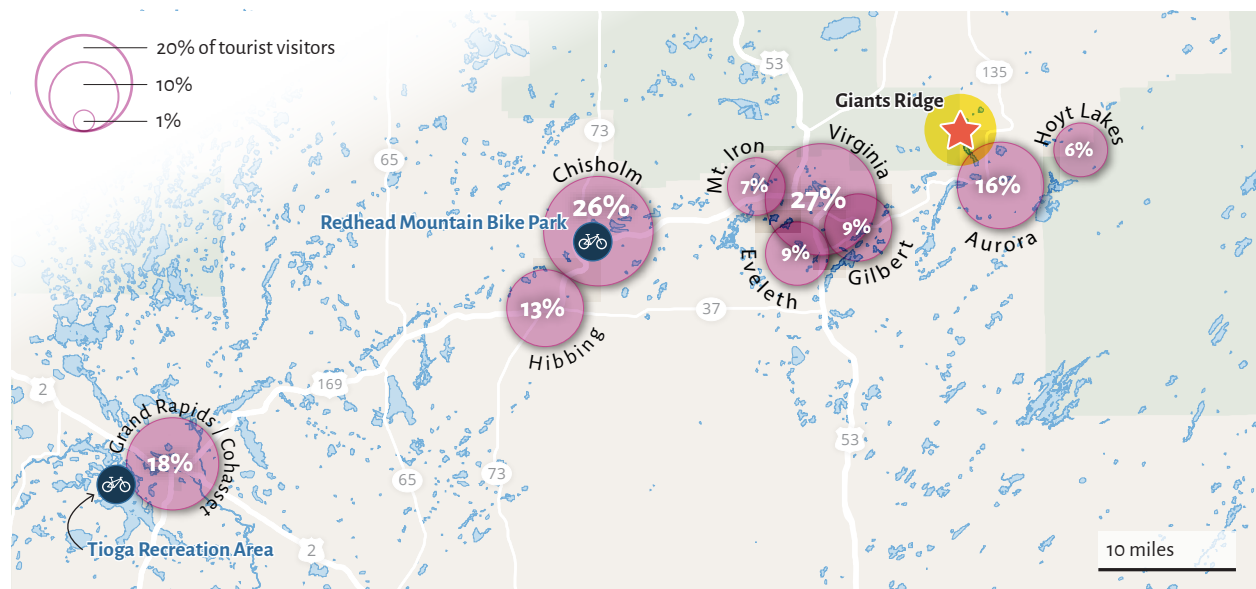 20% of tourist visitors
10%
1%
53
135
Giants Ridge
Hoyt Lakes
6%
73
65
Mt. Iron
7%
Virginia
27%
Chisholm
26%
16%
Aurora
Redhead Mountain Bike Park
9%
Gilbert
9%
Eveleth
13%
Hibbing
37
169
2
Grand Rapids / Cohasset
18%
53
65
73
Tioga Recreation Area
2
10 miles